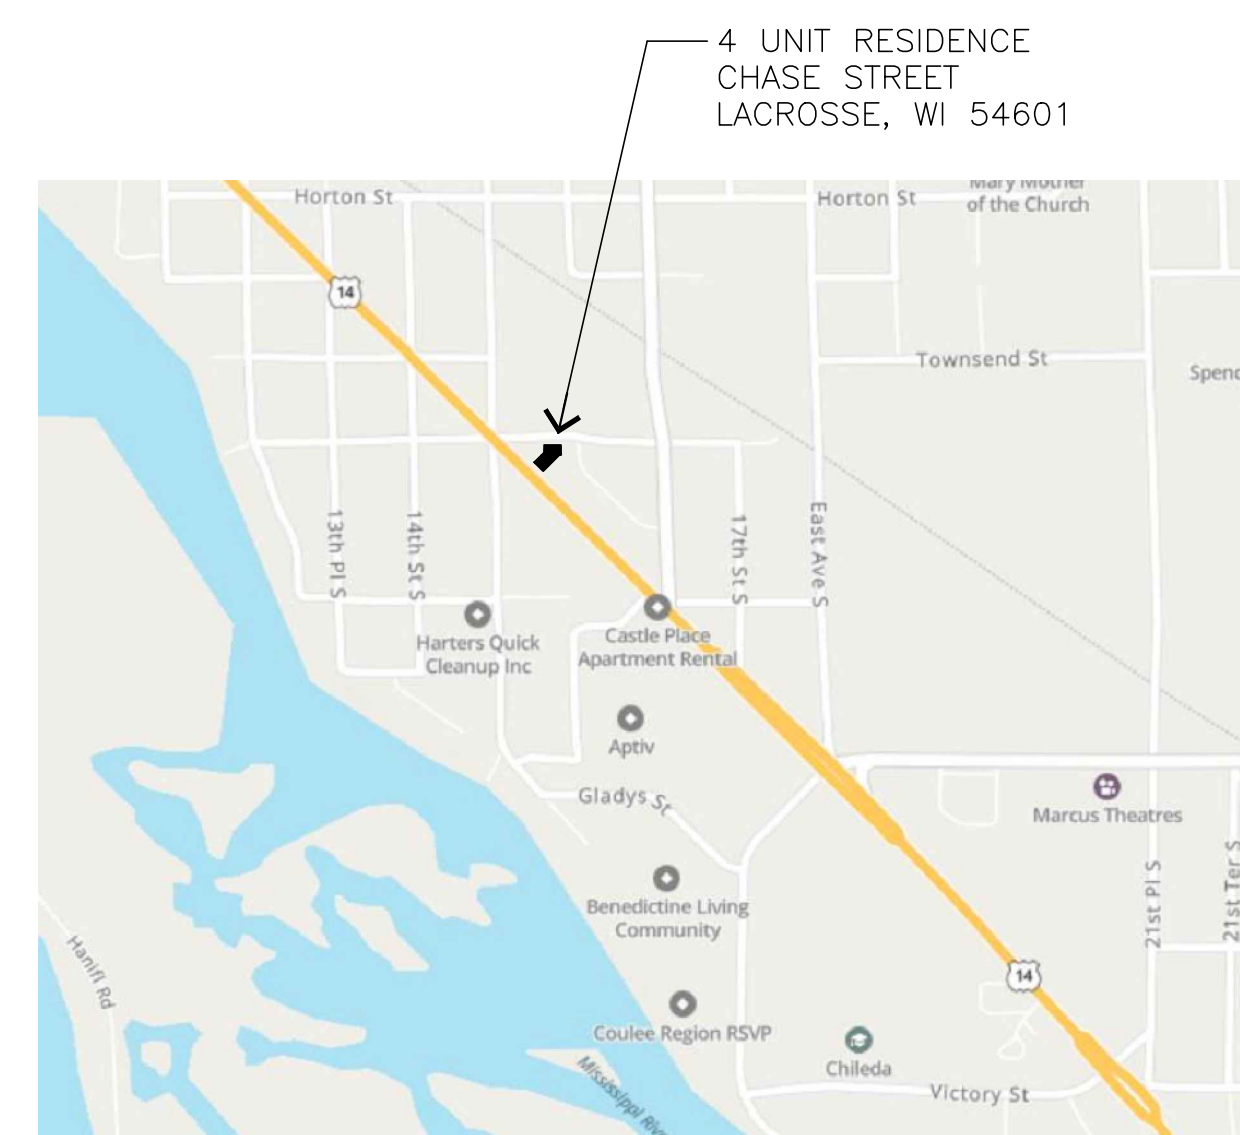 4 UNIT RESIDENCE
CHASE STREET
LACROSSE, WI 54601
Horton St
Horton St
Mary Mother
of the Church
14
Townsend St
Spenc
13th Pl S
14th St S
17th St S
East Ave S
Harters Quick
Cleanup Inc
Castle Place
Apartment Rental
Aptiv
Gladys St
Marcus Theatres
Benedictine Living
Community
21st Pl S
21st Ter S
Hanifl Rd
14
Coulee Region RSVP
Chileda
Mississippi Rive
Victory St